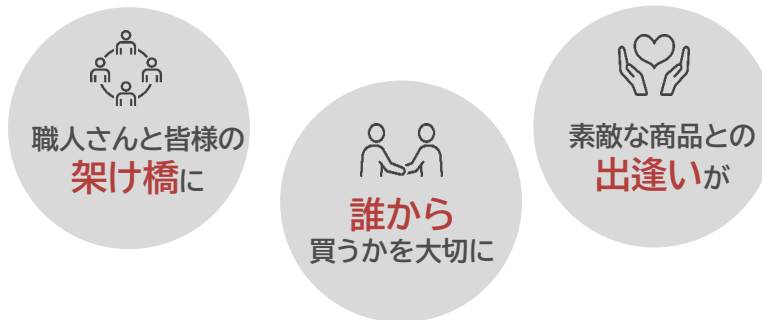 職人さんと皆様の
架け橋に
誰から
買うかを大切に
素敵な商品との
出逢いが